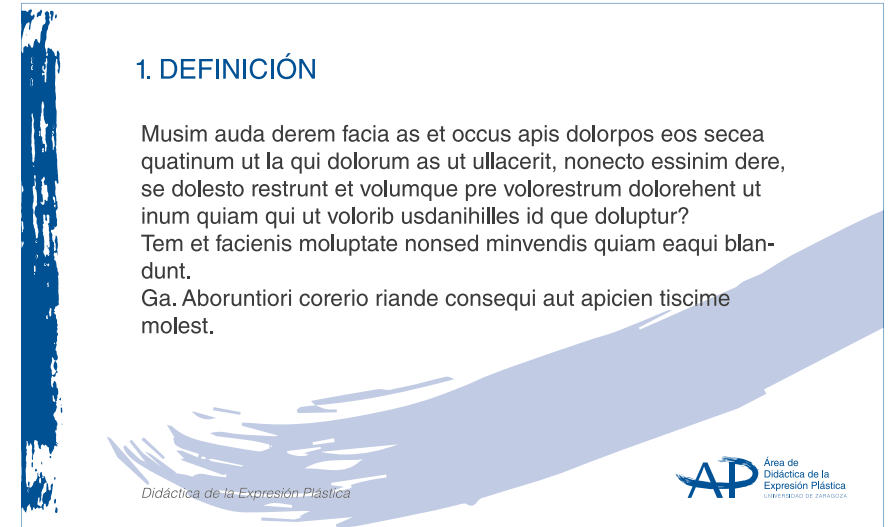 1. DEFINICIÓN
Musim auda derem facia as et occus apis dolorpos eos secea
quatinum ut la qui dolorum as ut ullacerit, nonecto essinim dere,
se dolesto restrunt et volumque pre volorestrum dolorehent ut
inum quiam qui ut volorib usdanihilles id que doluptur?
Tem et facienis moluptate nonsed minvendis quiam eaqui blan-
dunt.
Ga. Aboruntiori corerio riande consequi aut apicien tiscime
molest.
Didáctica de la Expresión Plástica
AP
Área de
Didáctica de la
Expresión Plástica
UNIVERSIDAD DE ZARAGOZA